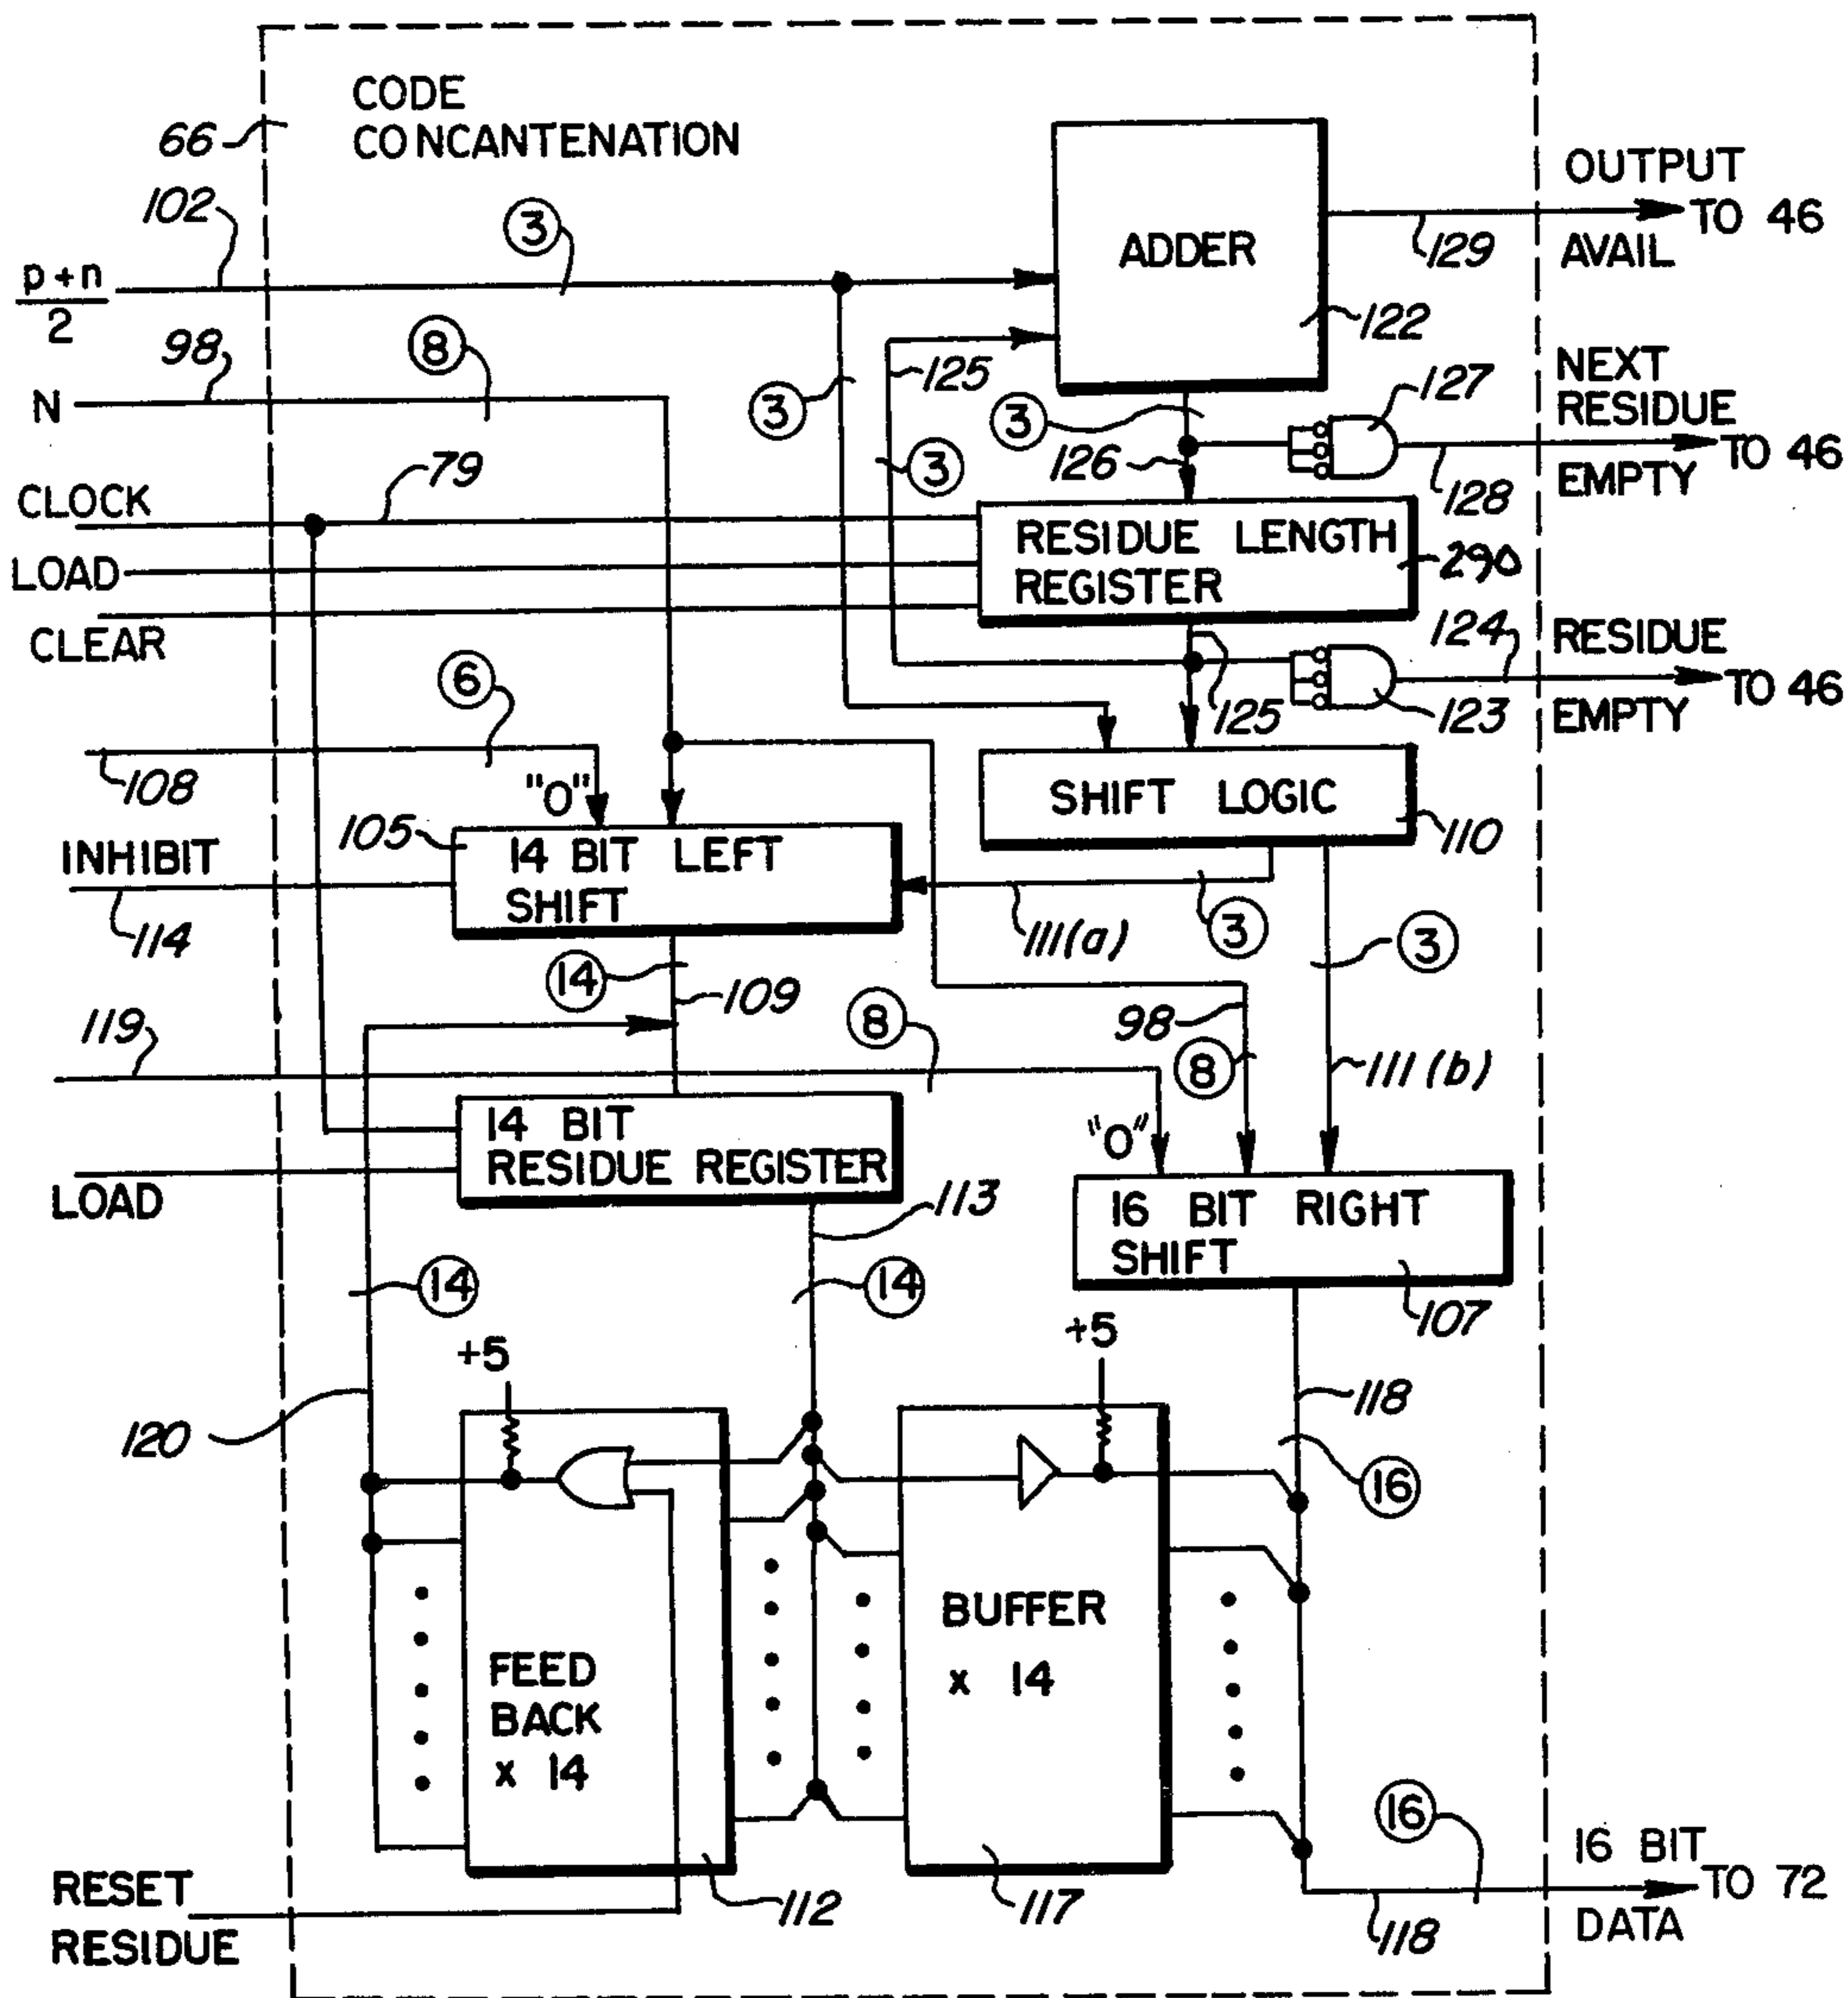 CODE
CONCANTENATION
66
OUTPUT
TO 46
AVAIL
129
102
3
p+n
2
ADDER
122
98
8
N
3
125
3
3
126
127
NEXT
RESIDUE
TO 46
EMPTY
128
CLOCK
79
LOAD
CLEAR
RESIDUE LENGTH
REGISTER
290
124
RESIDUE
TO 46
EMPTY
123
125
6
108
"0"
105
14 BIT LEFT
SHIFT
SHIFT LOGIC
110
INHIBIT
114
111(a)
3
3
14
109
8
98
8
111(b)
119
14 BIT
RESIDUE REGISTER
"0"
LOAD
113
16 BIT RIGHT
SHIFT
107
14
14
+5
+5
118
120
16
FEED
BACK
x 14
BUFFER
x 14
112
117
16
16 BIT
TO 72
DATA
118
RESET
RESIDUE